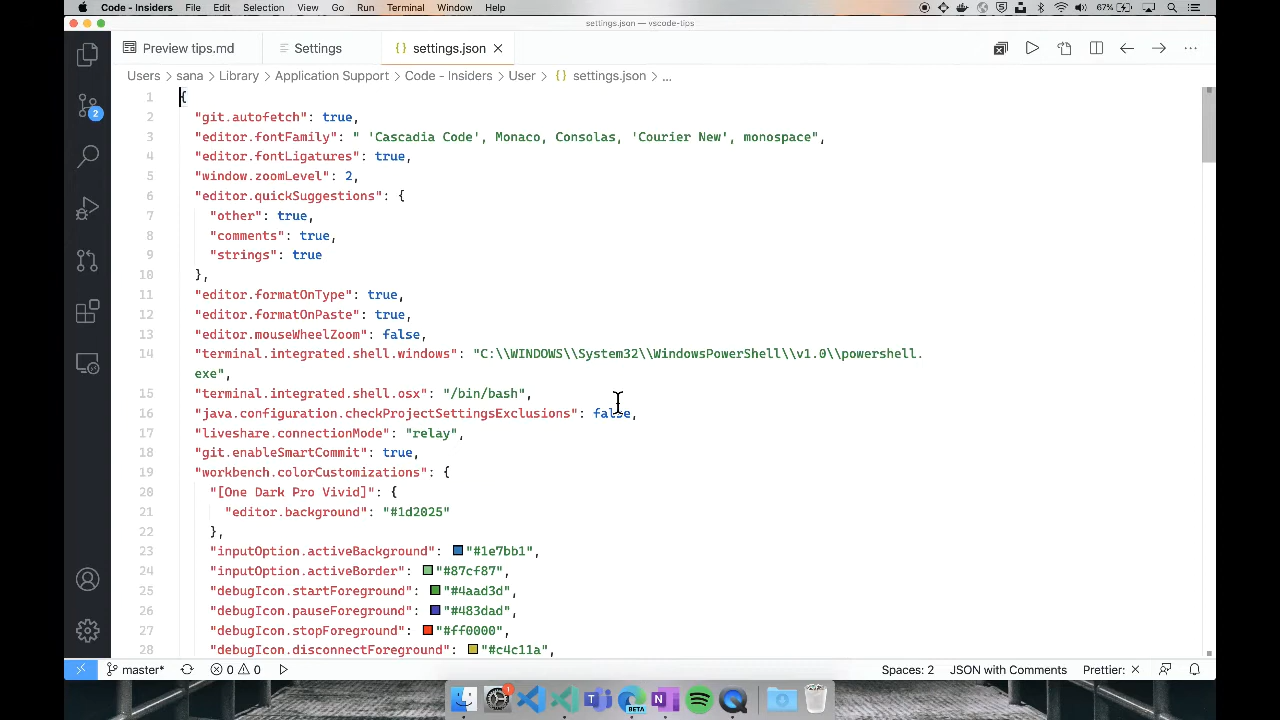 Code - Insiders File Edit Selection View Go Run Terminal Window Help 67%
settings.json — vscode-tips
Preview tips.md Settings {} settings.json
Users > sana > Library > Application Support > Code - Insiders > User > {} settings.json > ...
2
1 {
2 "git.autofetch": true,
3 "editor.fontFamily": " 'Cascadia Code', Monaco, Consolas, 'Courier New', monospace",
4 "editor.fontLigatures": true,
5 "window.zoomLevel": 2,
6 "editor.quickSuggestions": {
7 "other": true,
8 "comments": true,
9 "strings": true
10 },
11 "editor.formatOnType": true,
12 "editor.formatOnPaste": true,
13 "editor.mouseWheelZoom": false,
14 "terminal.integrated.shell.windows": "C:\\WINDOWS\\System32\\WindowsPowerShell\\v1.0\\powershell.
exe",
15 "terminal.integrated.shell.osx": "/bin/bash",
16 "java.configuration.checkProjectSettingsExclusions": false,
17 "liveshare.connectionMode": "relay",
18 "git.enableSmartCommit": true,
19 "workbench.colorCustomizations": {
20 "[One Dark Pro Vivid]": {
21 "editor.background": "#1d2025"
22 },
23 "inputOption.activeBackground": "#1e7bb1",
24 "inputOption.activeBorder": "#87cf87",
25 "debugIcon.startForeground": "#4aad3d",
26 "debugIcon.pauseForeground": "#483dad",
27 "debugIcon.stopForeground": "#ff0000",
28 "debugIcon.disconnectForeground": "#c4c11a",
master* 0 0 Spaces: 2 JSON with Comments Prettier: ×
1
BETA